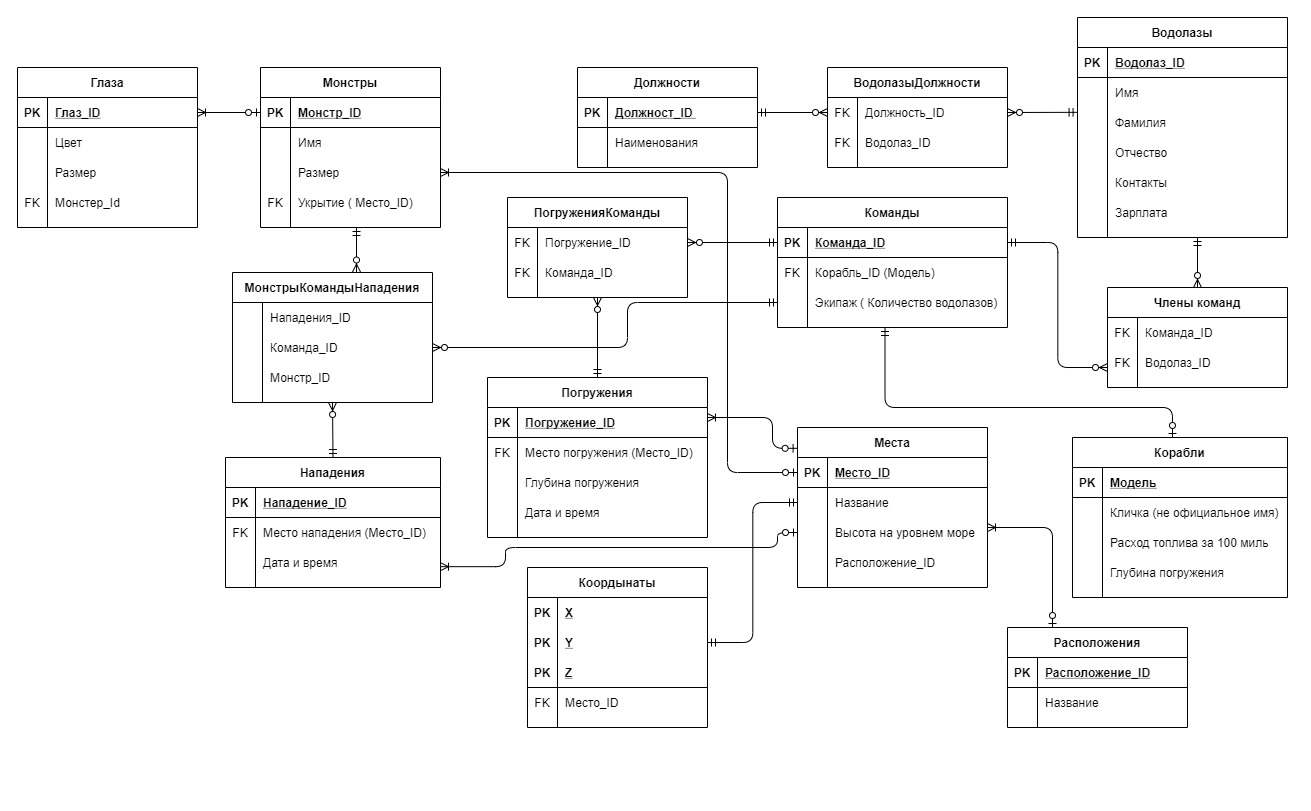 Глаза
PK Глаз_ID
Цвет
Размер
FK Монстер_Id
Монстры
PK Монстр_ID
Имя
Размер
FK Укрытие ( Место_ID)
Должности
PK Должност_ID
Наименования
ВодолазыДолжности
FK Должность_ID
FK Водолаз_ID
Водолазы
PK Водолаз_ID
Имя
Фамилия
Отчество
Контакты
Зарплата
ПогруженияКоманды
FK Погружение_ID
FK Команда_ID
Команды
PK Команда_ID
FK Корабль_ID (Модель)
Экипаж ( Количество водолазов)
МонстрыКомандыНападения
Нападения_ID
Команда_ID
Монстр_ID
Члены команд
FK Команда_ID
FK Водолаз_ID
Погружения
PK Погружение_ID
FK Место погружения (Место_ID)
Глубина погружения
Дата и время
Нападения
PK Нападение_ID
FK Место нападения (Место_ID)
Дата и время
Места
PK Место_ID
Название
Высота на уровнем море
Расположение_ID
Корабли
PK Модель
Кличка (не официальное имя)
Расход топлива за 100 миль
Глубина погружения
Коордынаты
PK X
PK Y
PK Z
FK Место_ID
Расположения
PK Расположение_ID
Название